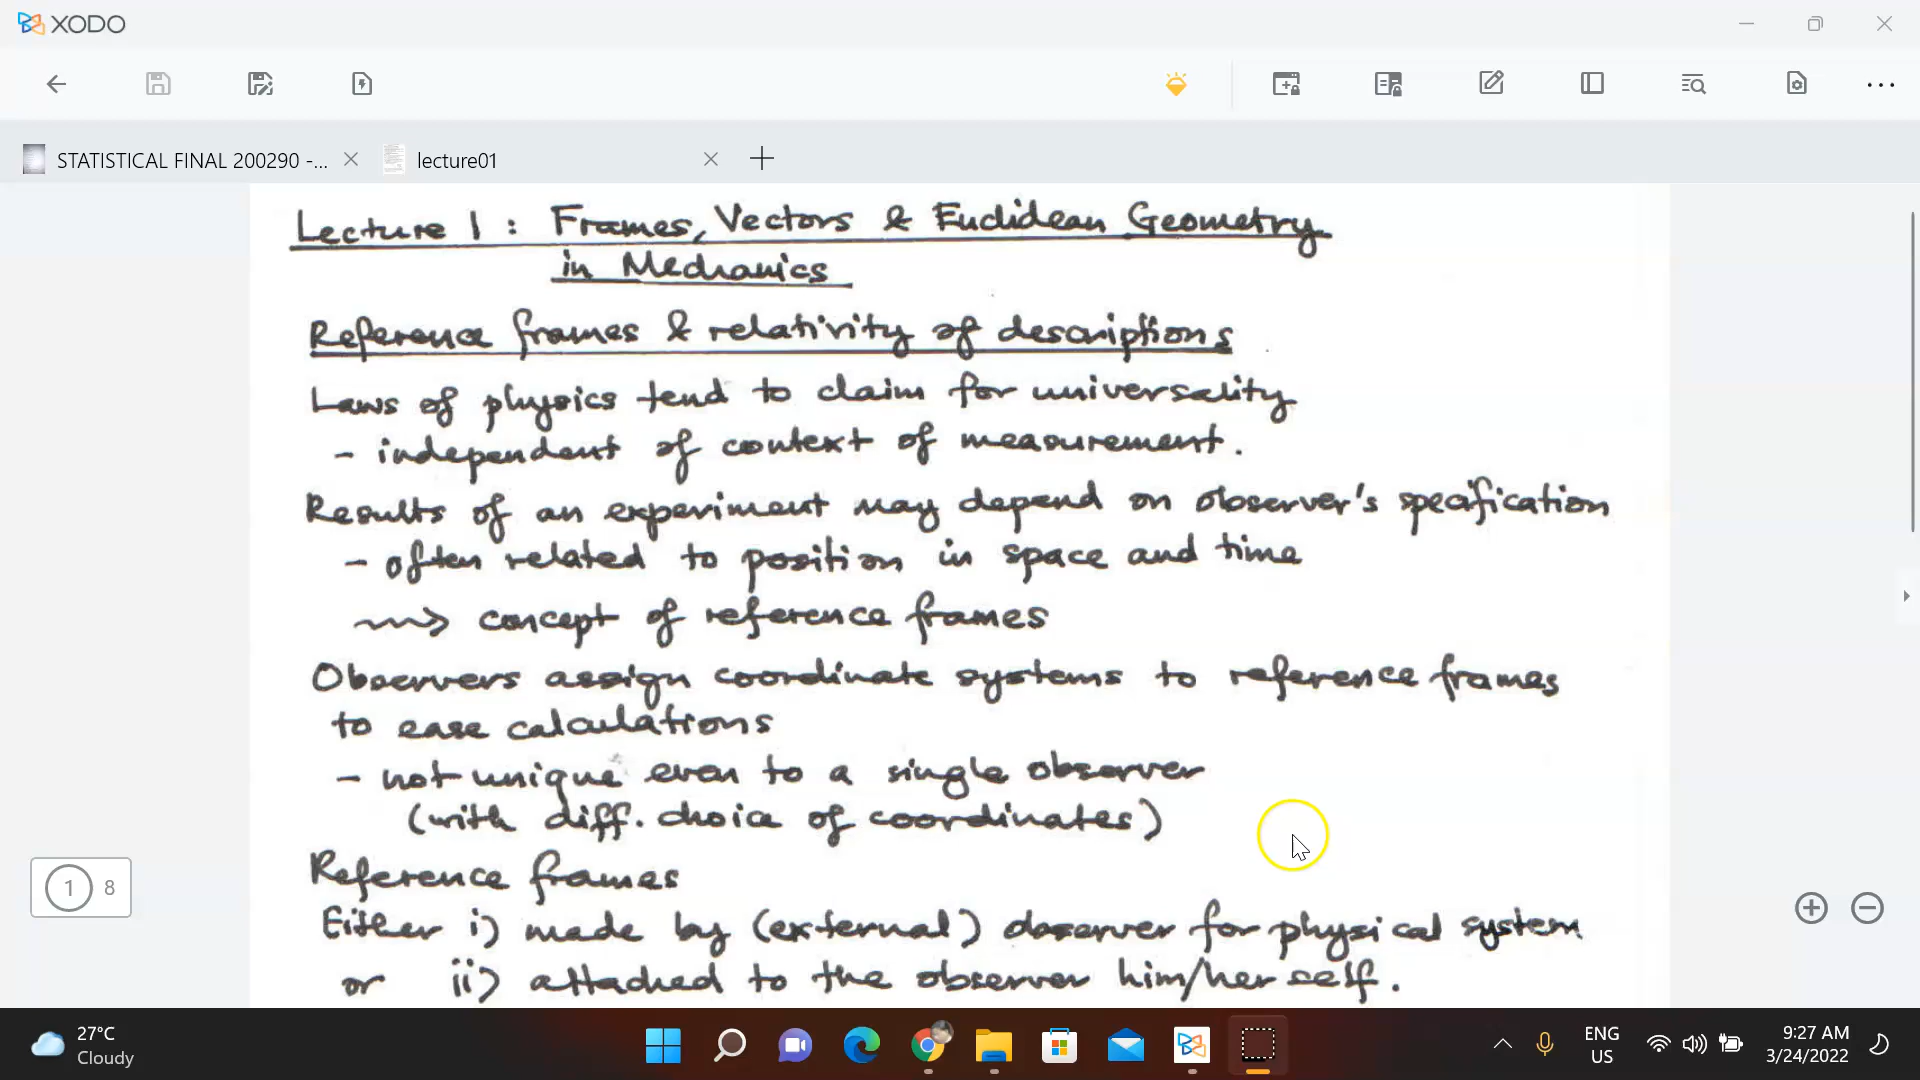 XODO
STATISTICAL FINAL 200290 -...
lecture01
Lecture 1 : Frames, Vectors & Euclidean Geometry
in Mechanics
Reference frames & relativity of descriptions
Laws of physics tend to claim for universality
- independent of context of measurement.
Results of an experiment may depend on observer's specification
- often related to position in space and time
⇝ concept of reference frames
Observers assign coordinate systems to reference frames
to ease calculations
- not unique even to a single observer
(with diff. choice of coordinates)
Reference frames
Either i) made by (external) observer for physical system
or ii) attached to the observer him/her self.
1 8
27°C
Cloudy
ENG
US
9:27 AM
3/24/2022